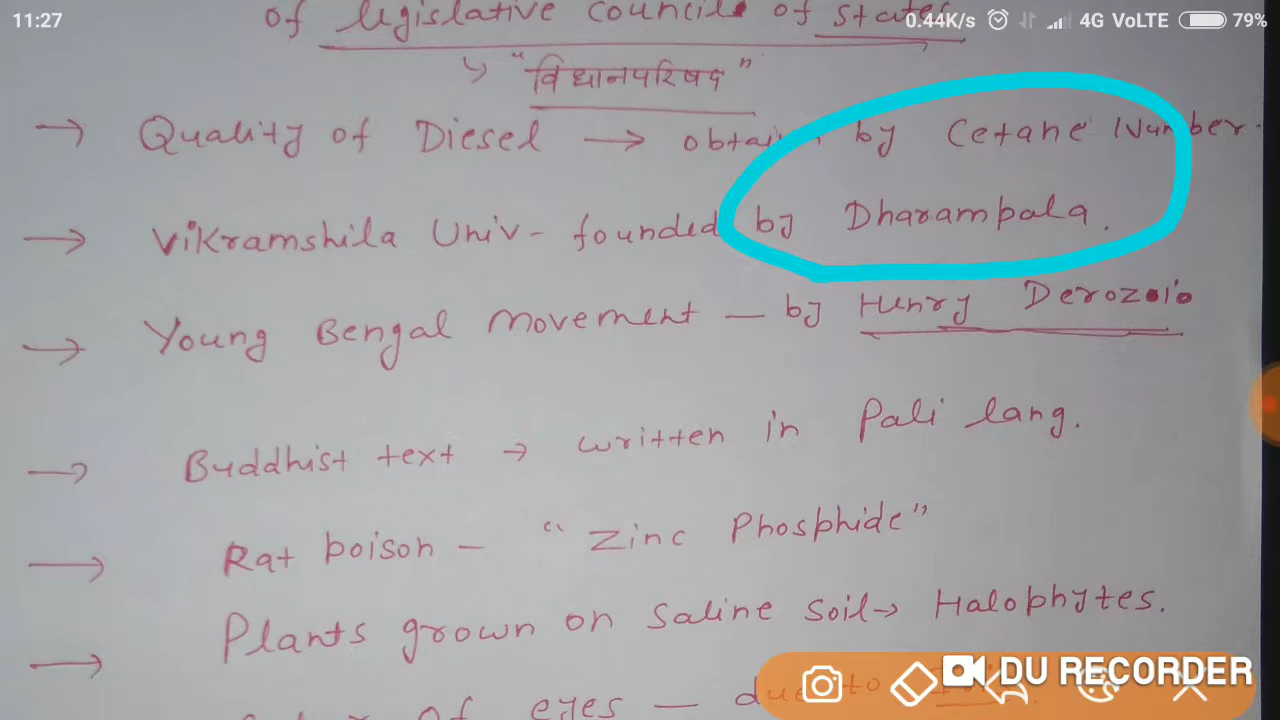 11:27 0.44K/s 4G VoLTE 79%
of legislative councils of states
"विधानपरिषद"
→ Quality of Diesel → obtain by Cetane Number.
→ Vikramshila Univ - founded by Dharampala.
→ Young Bengal Movement — by Henry Derozoio
→ Buddhist text → written in Pali lang.
→ Rat poison - "Zinc Phosphide"
→ Plants grown on Saline Soil → Halophytes.
of eyes — due to
DU RECORDER